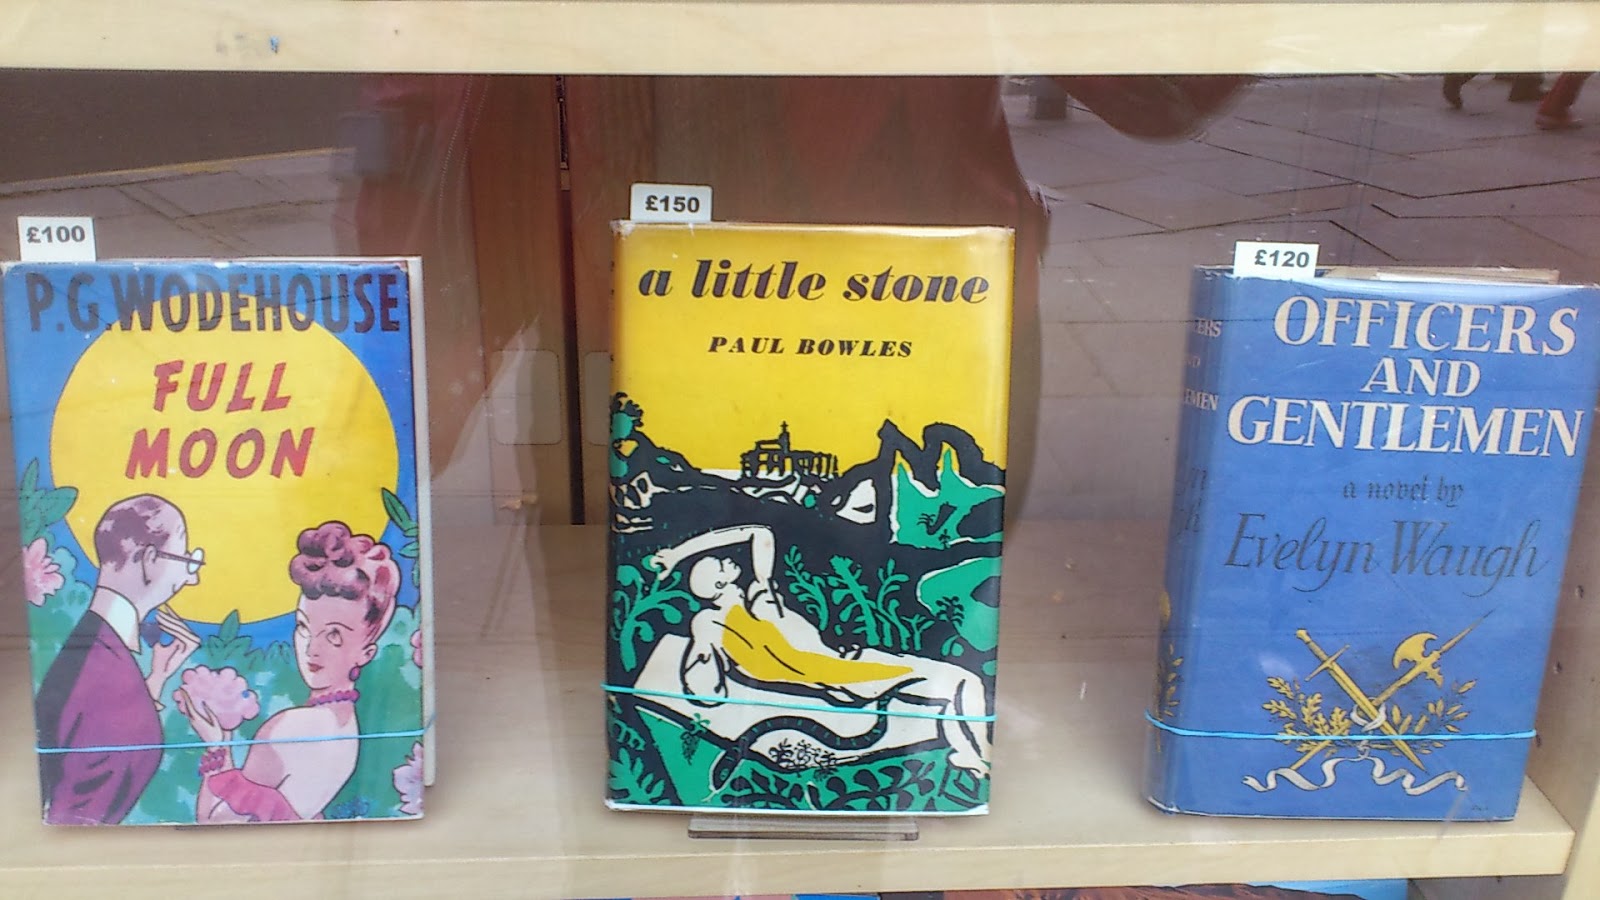 £100
P.G. WODEHOUSE
FULL
MOON
£150
a little stone
PAUL BOWLES
£120
OFFICERS
AND
GENTLEMEN
a novel by
Evelyn Waugh